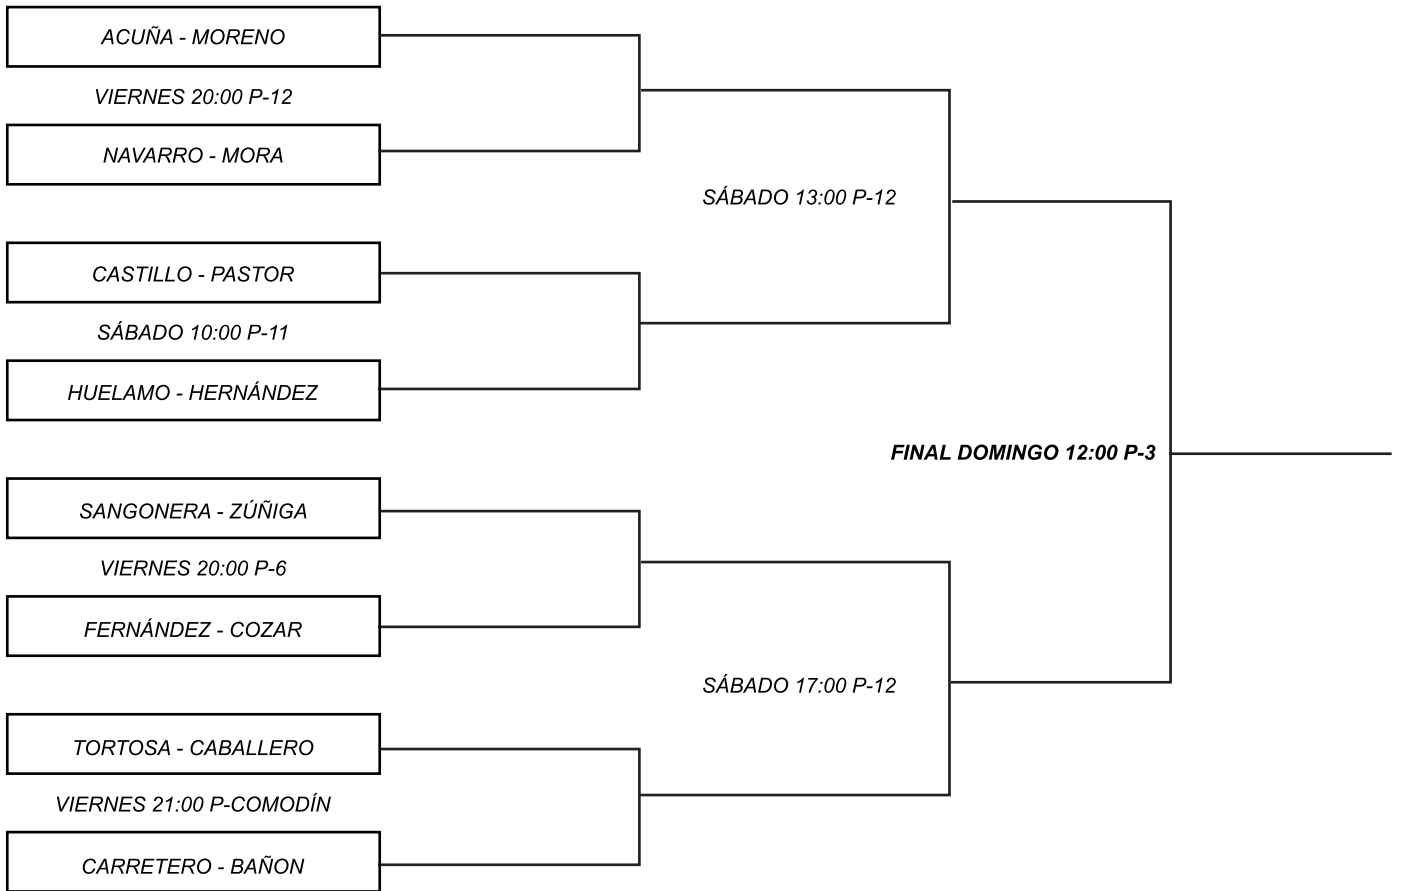 ACUÑA - MORENO
VIERNES 20:00 P-12
NAVARRO - MORA
SÁBADO 13:00 P-12
CASTILLO - PASTOR
SÁBADO 10:00 P-11
HUELAMO - HERNÁNDEZ
FINAL DOMINGO 12:00 P-3
SANGONERA - ZÚÑIGA
VIERNES 20:00 P-6
FERNÁNDEZ - COZAR
SÁBADO 17:00 P-12
TORTOSA - CABALLERO
VIERNES 21:00 P-COMODÍN
CARRETERO - BAÑON